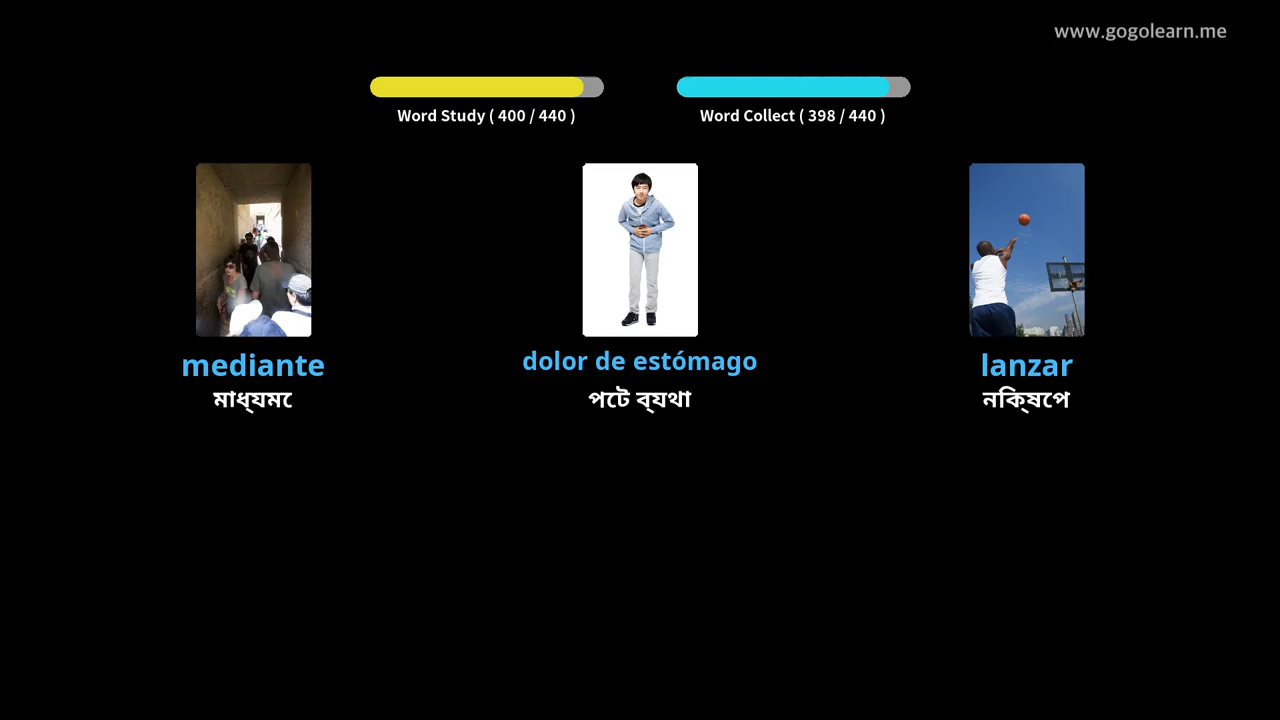 www.gogolearn.me
Word Study ( 400 / 440 )
Word Collect ( 398 / 440 )
mediante
dolor de estómago
lanzar
মাধ্যমে
পেটে ব্যথা
নিক্ষেপ